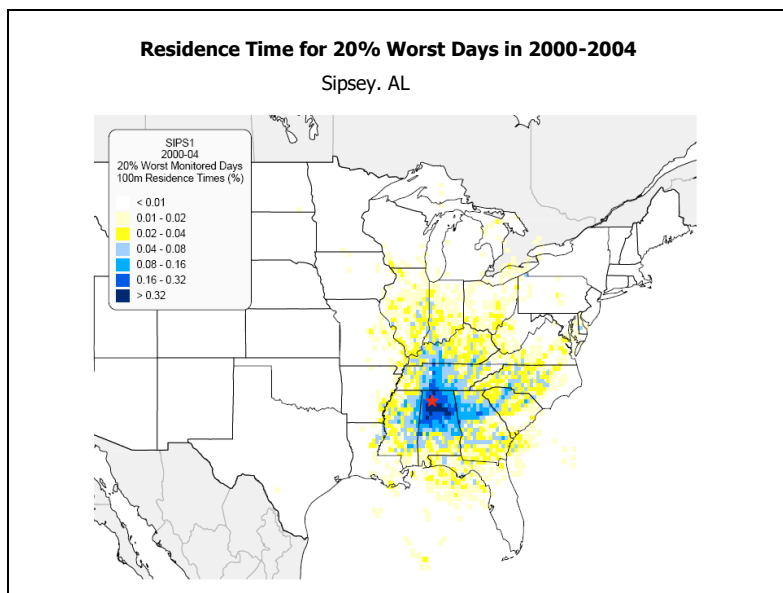 Residence Time for 20% Worst Days in 2000-2004
Sipsey. AL
SIPS1
2000-04
20% Worst Monitored Days
100m Residence Times (%)
< 0.01
0.01 - 0.02
0.02 - 0.04
0.04 - 0.08
0.08 - 0.16
0.16 - 0.32
> 0.32